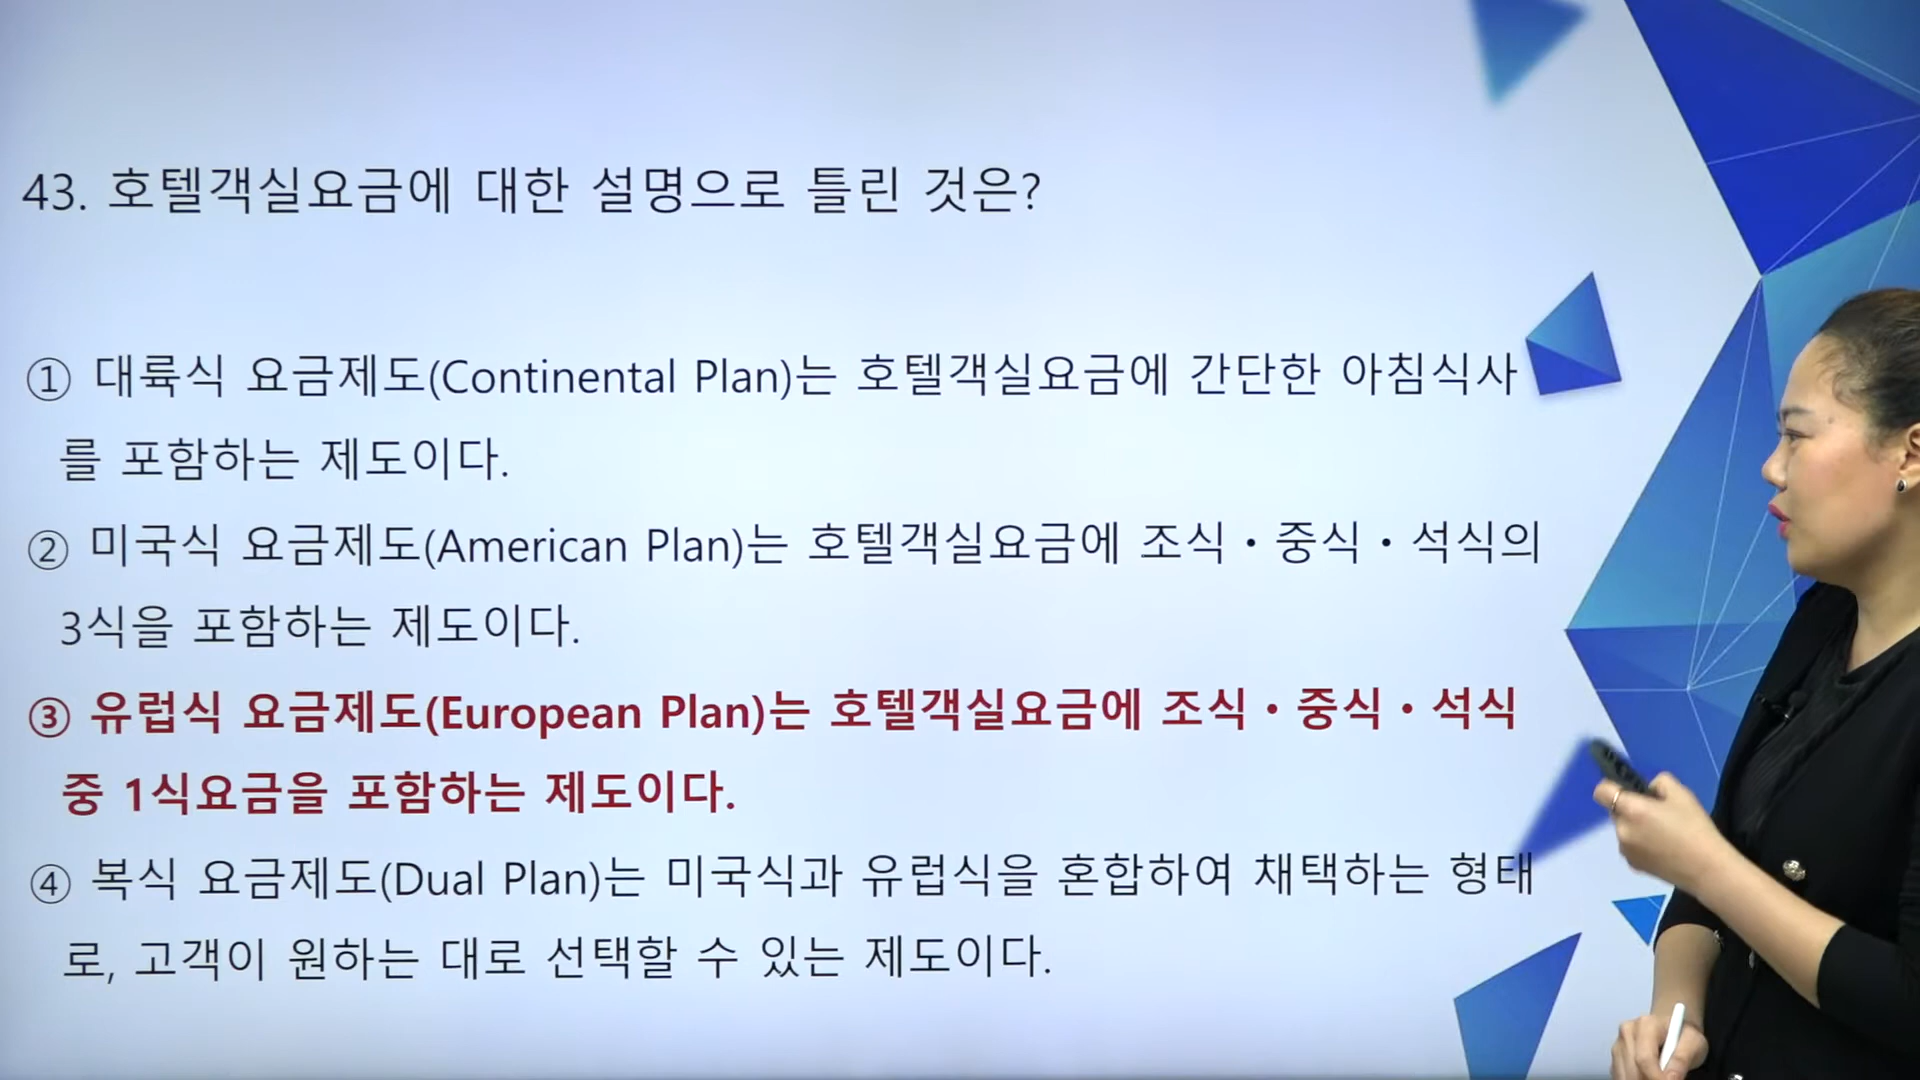 43. 호텔객실요금에 대한 설명으로 틀린 것은?
① 대륙식 요금제도(Continental Plan)는 호텔객실요금에 간단한 아침식사
를 포함하는 제도이다.
② 미국식 요금제도(American Plan)는 호텔객실요금에 조식・중식・석식의
3식을 포함하는 제도이다.
③ 유럽식 요금제도(European Plan)는 호텔객실요금에 조식・중식・석식
중 1식요금을 포함하는 제도이다.
④ 복식 요금제도(Dual Plan)는 미국식과 유럽식을 혼합하여 채택하는 형태
로, 고객이 원하는 대로 선택할 수 있는 제도이다.